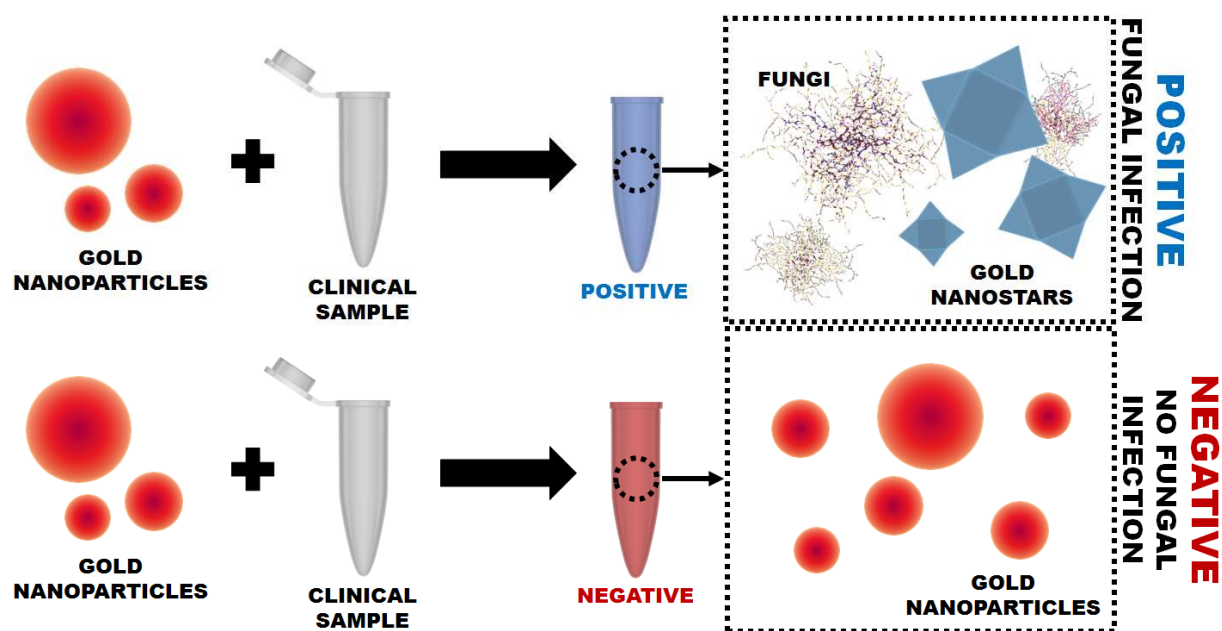 GOLD
NANOPARTICLES
CLINICAL
SAMPLE
POSITIVE
FUNGI
GOLD
NANOSTARS
FUNGAL INFECTION
POSITIVE
GOLD
NANOPARTICLES
CLINICAL
SAMPLE
NEGATIVE
GOLD
NANOPARTICLES
NO FUNGAL
INFECTION
NEGATIVE